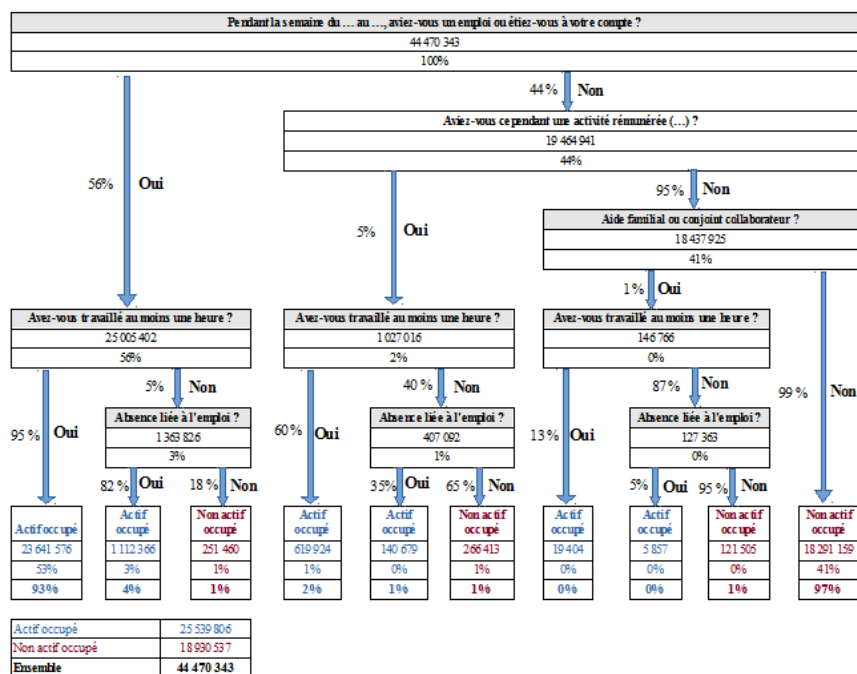 Pendant la semaine du … au …, aviez-vous un emploi ou étiez-vous à votre compte ?
44 470 343
100%
44% Non
Aviez-vous cependant une activité rémunérée (…) ?
19 464 941
44%
56% Oui
5% Oui
95% Non
Aide familial ou conjoint collaborateur ?
18 437 925
41%
1% Oui
Avez-vous travaillé au moins une heure ?
25 005 402
56%
Avez-vous travaillé au moins une heure ?
1 027 016
2%
Avez-vous travaillé au moins une heure ?
146 766
0%
5% Non
40% Non
87% Non
99% Non
95% Oui
Absence liée à l'emploi ?
1 363 826
3%
60% Oui
Absence liée à l'emploi ?
407 092
1%
13% Oui
Absence liée à l'emploi?
127 363
0%
82% Oui
18% Non
35% Oui
65% Non
5% Oui
95% Non
Actif occupé
23 641 576
53%
93%
Actif
occupé
1 112 366
3%
4%
Non actif
occupé
251 460
1%
1%
Actif occupé
619 924
1%
2%
Actif
occupé
140 679
0%
1%
Non actif
occupé
266 413
1%
1%
Actif occupé
19 404
0%
0%
Actif
occupé
5 857
0%
0%
Non actif
occupé
121 505
0%
1%
Non actif
occupé
18 291 159
41%
97%
Actif occupé 25 539 806
Non actif occupé 18 930 537
Ensemble 44 470 343